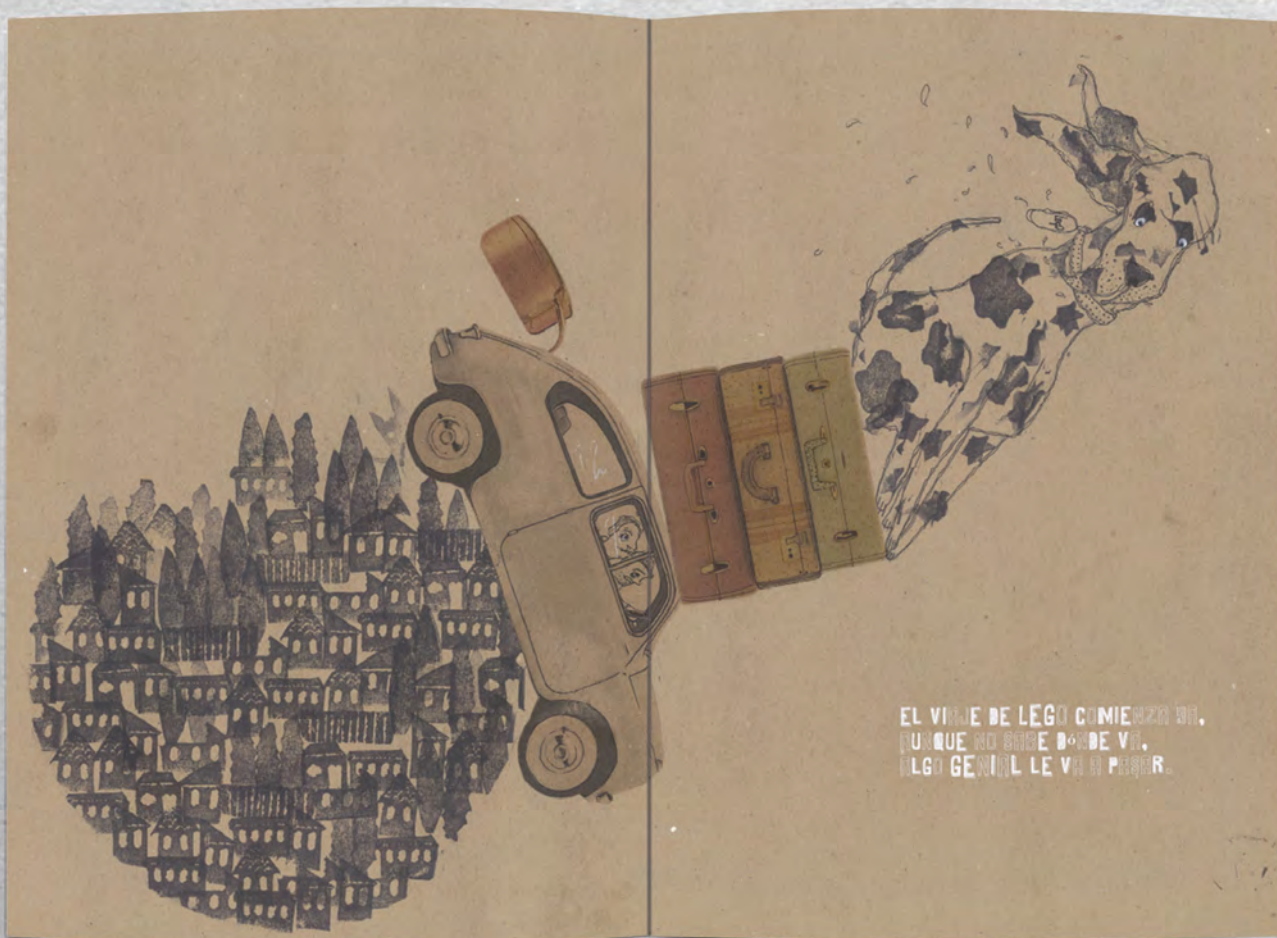 EL VIAJE DE LEGO COMIENZA YA,
AUNQUE NO SABE DÓNDE VA,
ALGO GENIAL LE VA A PASAR.